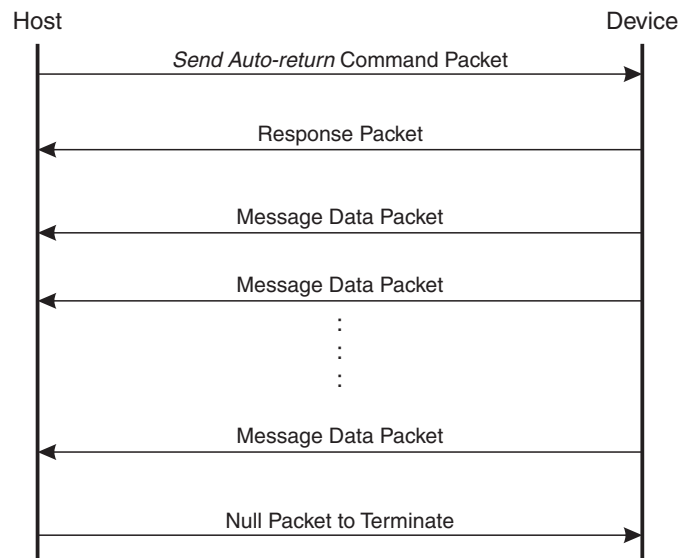 Host
Device
Send Auto-return Command Packet
Response Packet
Message Data Packet
Message Data Packet
:
:
:
Message Data Packet
Null Packet to Terminate